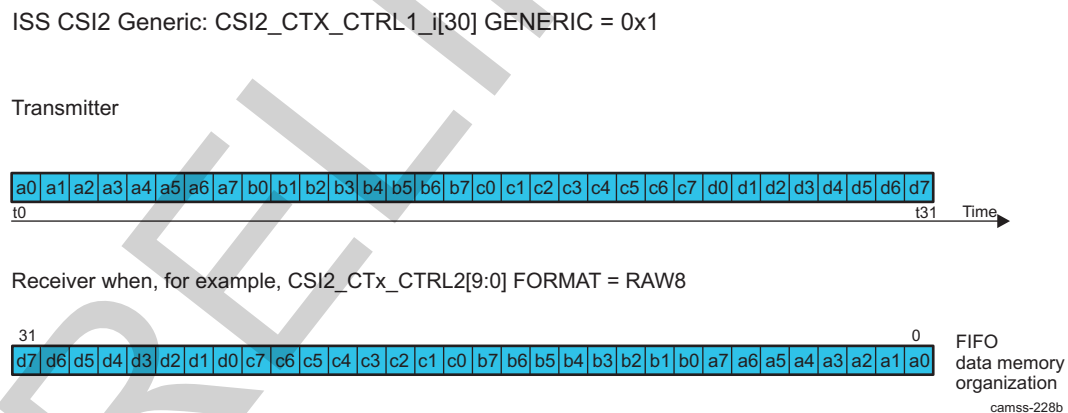 ISS CSI2 Generic: CSI2_CTX_CTRL1_i[30] GENERIC = 0x1
Transmitter
a0 a1 a2 a3 a4 a5 a6 a7 b0 b1 b2 b3 b4 b5 b6 b7 c0 c1 c2 c3 c4 c5 c6 c7 d0 d1 d2 d3 d4 d5 d6 d7
t0 t31 Time
Receiver when, for example, CSI2_CTx_CTRL2[9:0] FORMAT = RAW8
31 0
d7 d6 d5 d4 d3 d2 d1 d0 c7 c6 c5 c4 c3 c2 c1 c0 b7 b6 b5 b4 b3 b2 b1 b0 a7 a6 a5 a4 a3 a2 a1 a0
FIFO
data memory
organization
camss-228b